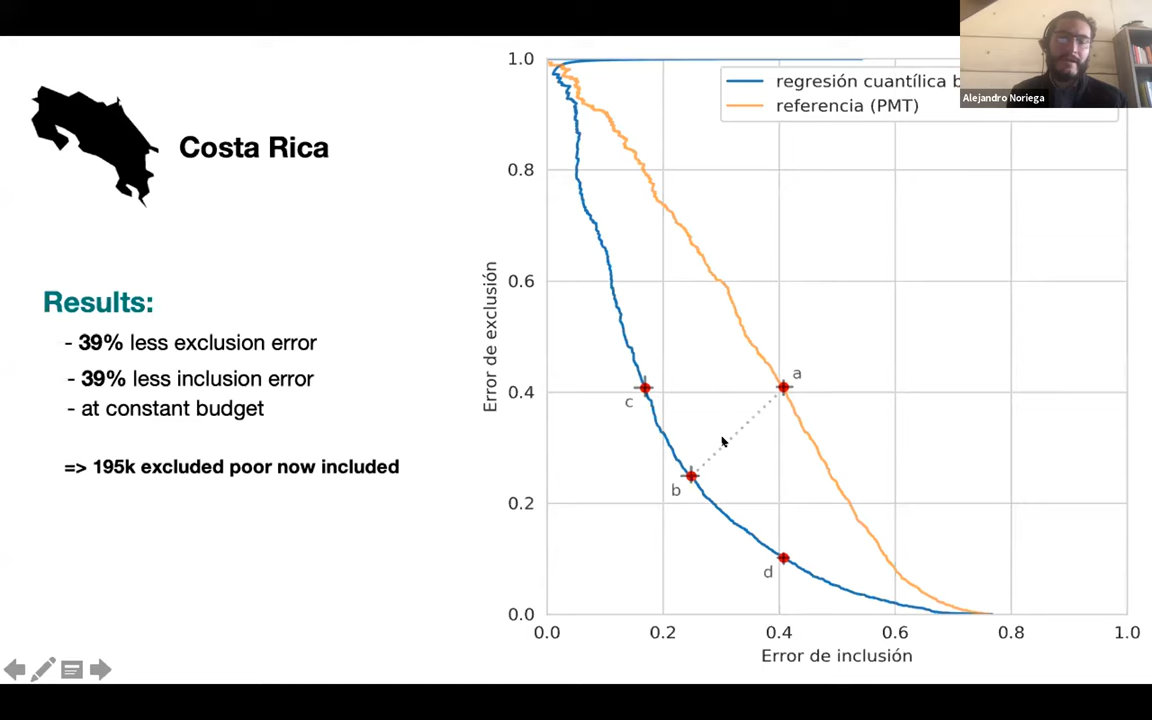 Costa Rica
Results:
- 39% less exclusion error
- 39% less inclusion error
- at constant budget
=> 195k excluded poor now included
Error de exclusión
1.0
0.8
0.6
0.4
0.2
0.0
0.0 0.2 0.4 0.6 0.8 1.0
Error de inclusión
regresión cuantílica b
referencia (PMT)
a
c
b
d
Alejandro Noriega